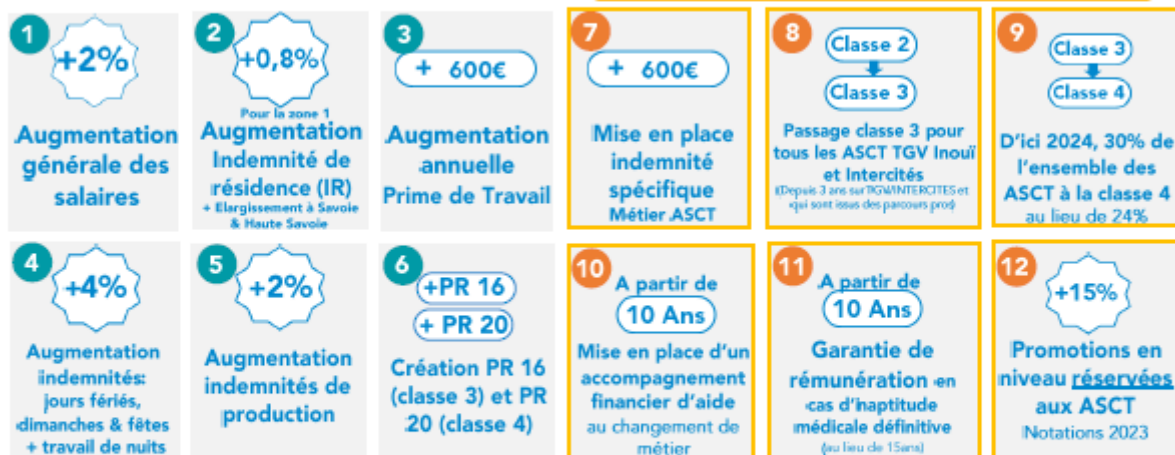 1
+2%
Augmentation
générale des
salaires
2
+0,8%
Pour la zone 1
Augmentation
Indemnité de
résidence (IR)
+ Elargissement à Savoie
& Haute Savoie
3
+ 600€
Augmentation
annuelle
Prime de Travail
7
+ 600€
Mise en place
indemnité
spécifique
Métier ASCT
8
Classe 2
Classe 3
Passage classe 3 pour
tous les ASCT TGV Inouï
et Intercités
(Depuis 3 ans sur TGV/INTERCITES et
qui sont issus des parcours pros)
9
Classe 3
Classe 4
D'ici 2024, 30% de
l'ensemble des
ASCT à la classe 4
au lieu de 24%
4
+4%
Augmentation
indemnités:
jours fériés,
dimanches & fêtes
+ travail de nuits
5
+2%
Augmentation
indemnités de
production
6
+PR 16
+ PR 20
Création PR 16
(classe 3) et PR
20 (classe 4)
10
A partir de
10 Ans
Mise en place d'un
accompagnement
financier d'aide
au changement de
métier
11
A partir de
10 Ans
Garantie de
rémunération en
cas d'inaptitude
médicale définitive
(au lieu de 15ans)
12
+15%
Promotions en
niveau réservées
aux ASCT
Notations 2023